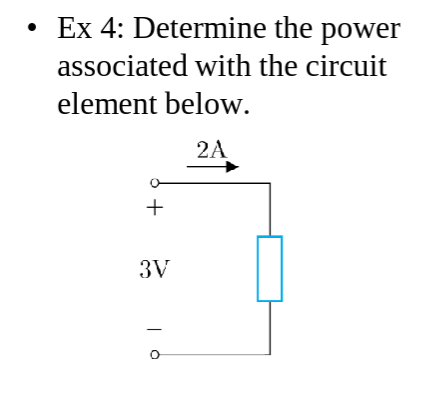 • Ex 4: Determine the power
associated with the circuit
element below.
2A
+
3V
−